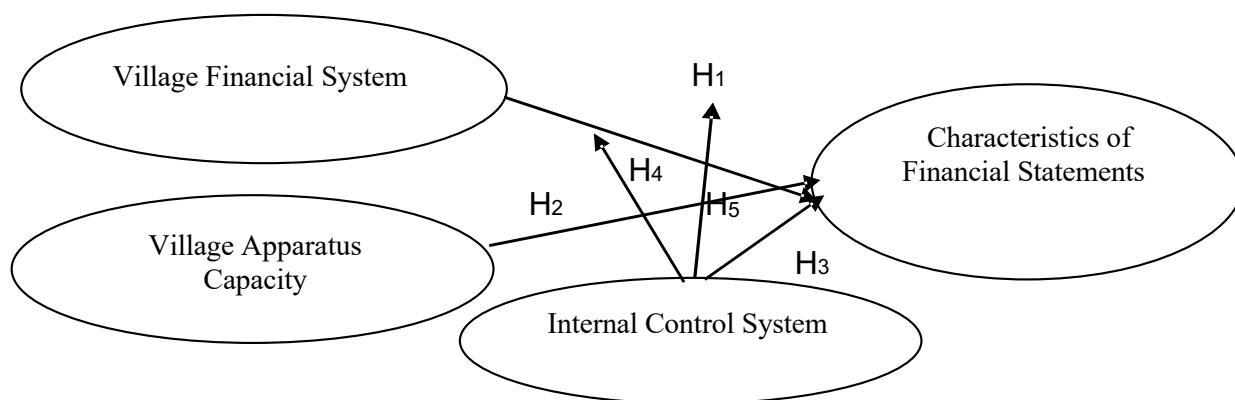 Village Financial System
H1
Characteristics of
Financial Statements
H4
H2
H5
Village Apparatus
Capacity
H3
Internal Control System